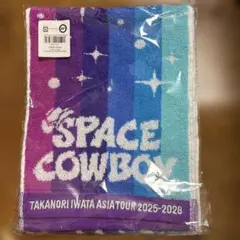 SPACE
COWBOY
TAKANORI IWATA ASIA TOUR 2025-2026